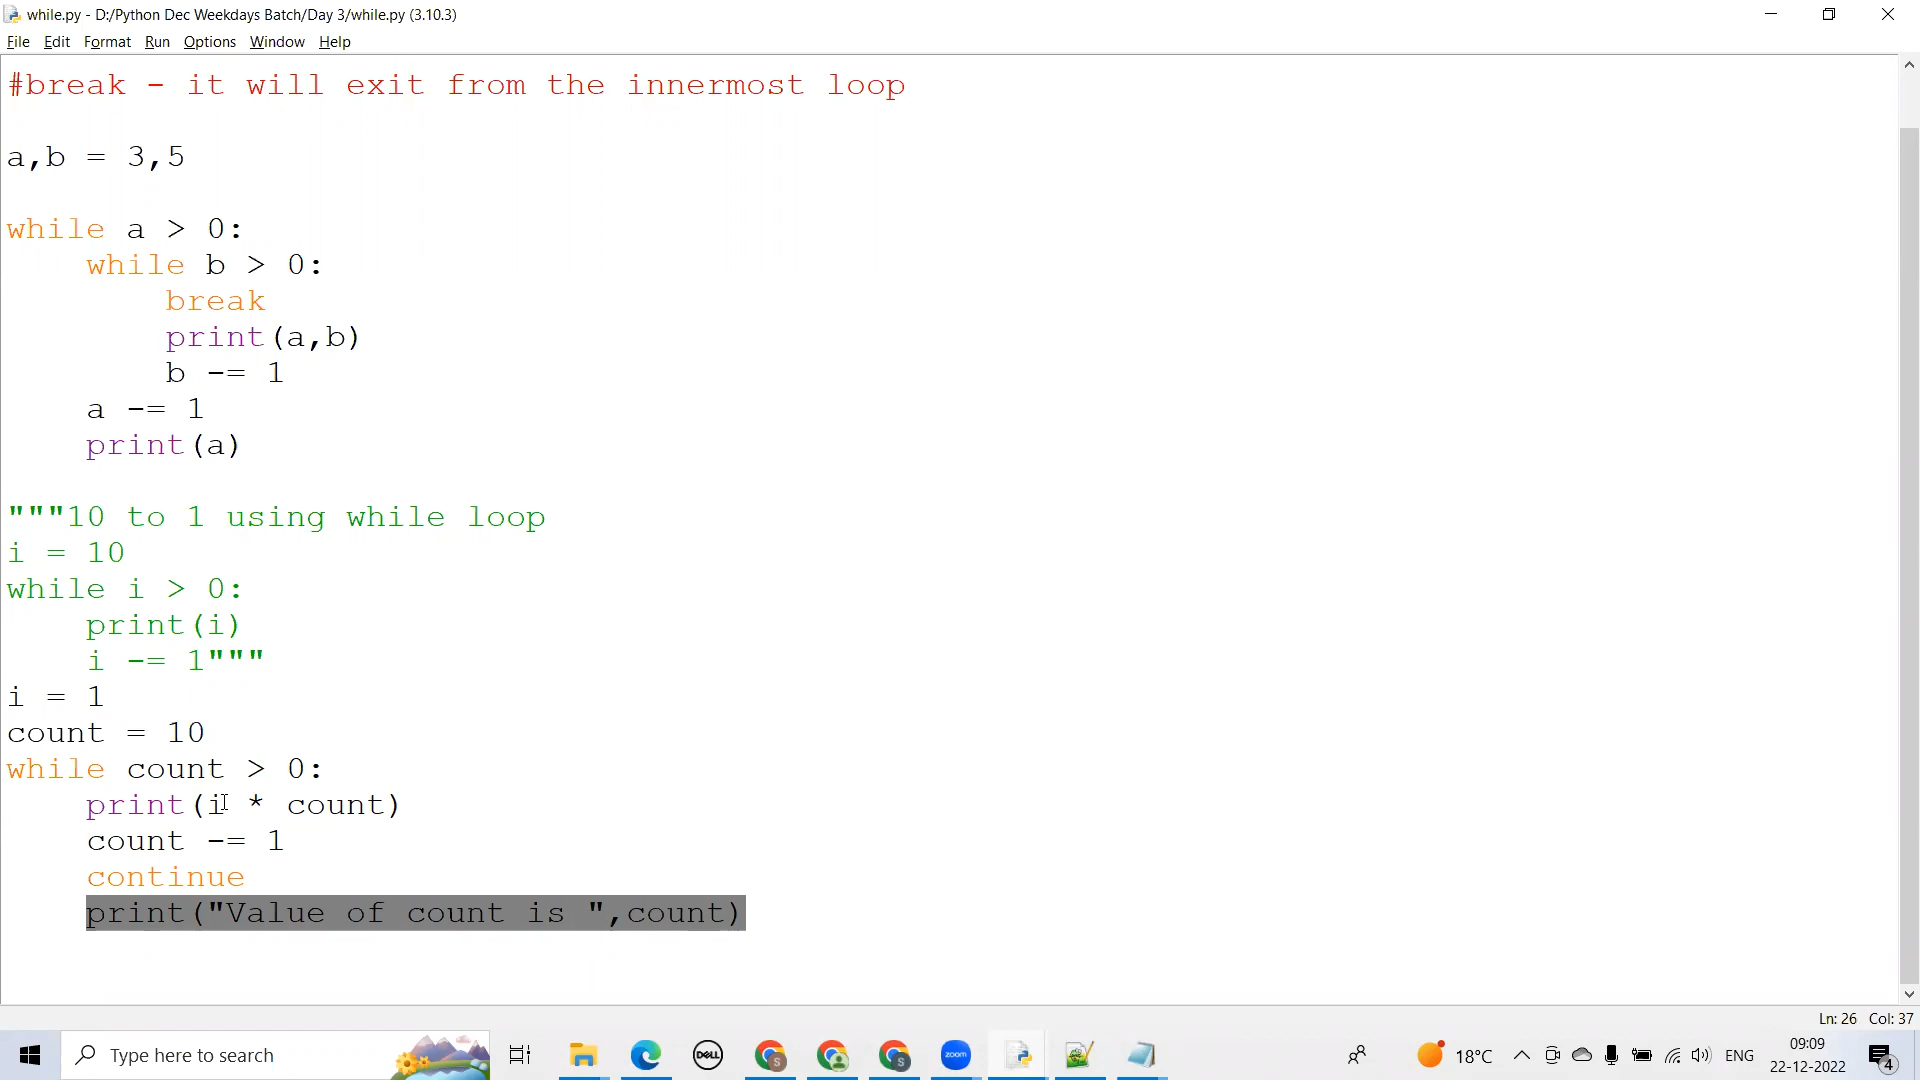 while.py - D:/Python Dec Weekdays Batch/Day 3/while.py (3.10.3)
File Edit Format Run Options Window Help
#break - it will exit from the innermost loop
a,b = 3,5
while a > 0:
    while b > 0:
        break
        print(a,b)
        b -= 1
    a -= 1
    print(a)
"""10 to 1 using while loop
i = 10
while i > 0:
    print(i)
    i -= 1"""
i = 1
count = 10
while count > 0:
    print(i * count)
    count -= 1
    continue
    print("Value of count is ",count)
Ln: 26 Col: 37
Type here to search
DELL
S
S
zoom
18°C
ENG
09:09
22-12-2022
4